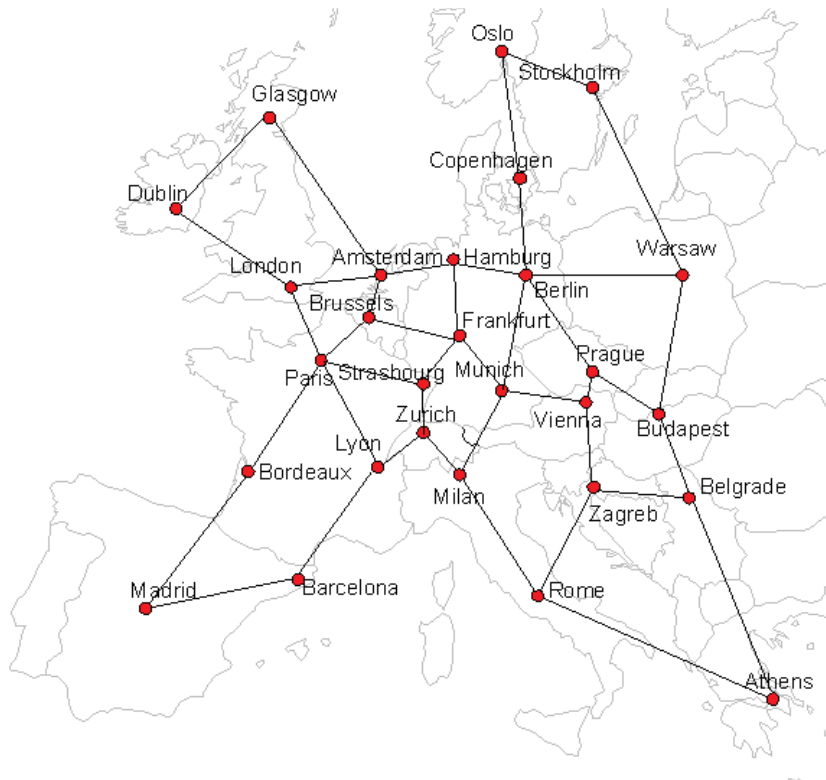 Oslo
Stockholm
Glasgow
Copenhagen
Dublin
Amsterdam
Hamburg
Warsaw
London
Berlin
Brussels
Frankfurt
Prague
Paris
Strasbourg
Munich
Zurich
Vienna
Budapest
Lyon
Bordeaux
Milan
Belgrade
Zagreb
Madrid
Barcelona
Rome
Athens